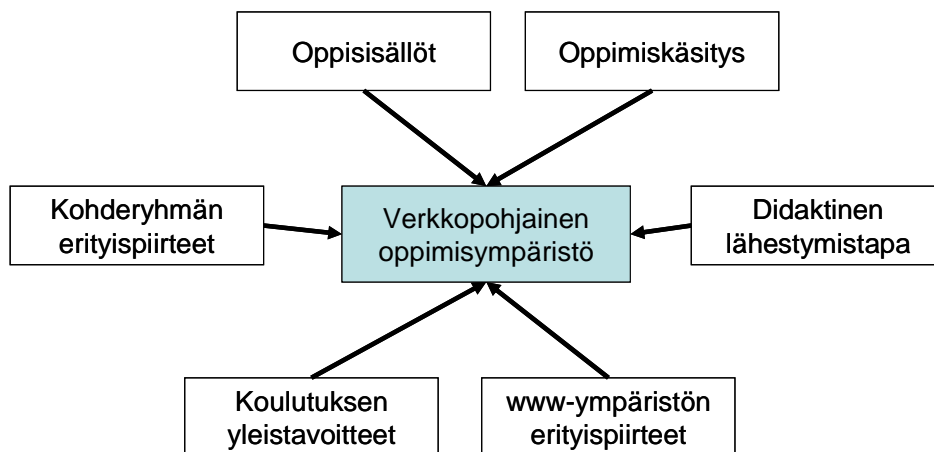 Oppisisällöt
Oppimiskäsitys
Kohderyhmän
erityispiirteet
Verkkopohjainen
oppimisympäristö
Didaktinen
lähestymistapa
Koulutuksen
yleistavoitteet
www-ympäristön
erityispiirteet